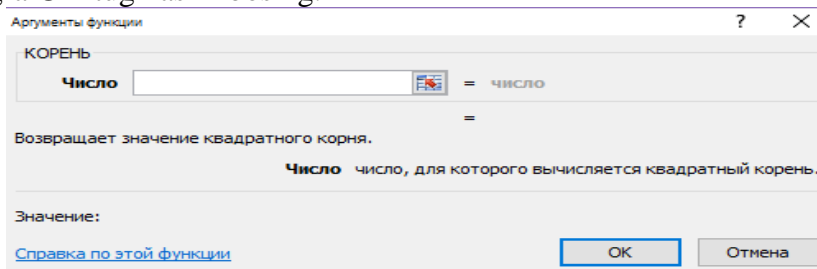 Аргументы функции ? ×
КОРЕНЬ
Число = число
=
Возвращает значение квадратного корня.
Число число, для которого вычисляется квадратный корень.
Значение:
Справка по этой функции OK Отмена